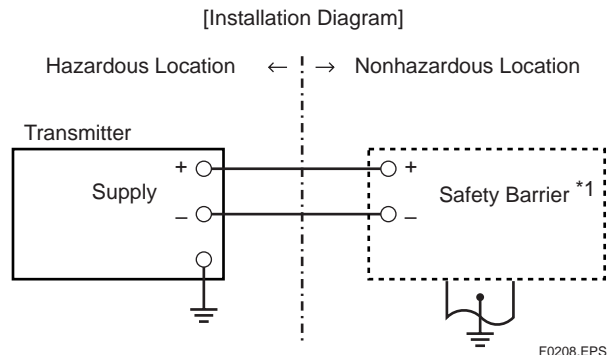 [Installation Diagram]
Hazardous Location ← → Nonhazardous Location
Transmitter
+ +
Supply Safety Barrier *1
– –
F0208.EPS